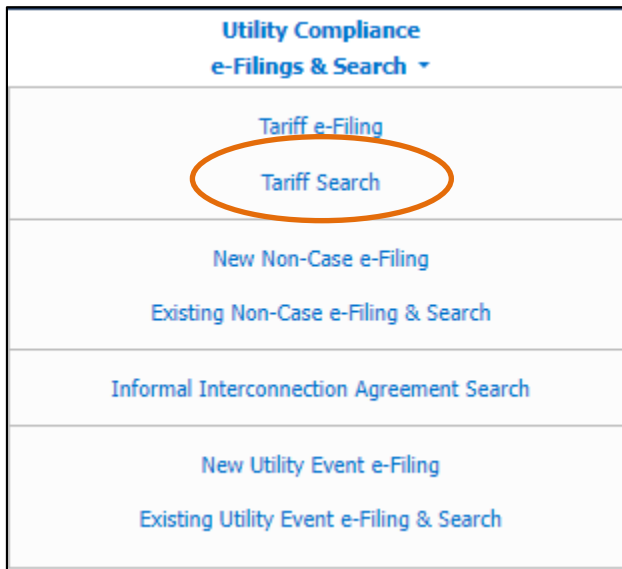 Utility Compliance
e-Filings & Search
Tariff e-Filing
Tariff Search
New Non-Case e-Filing
Existing Non-Case e-Filing & Search
Informal Interconnection Agreement Search
New Utility Event e-Filing
Existing Utility Event e-Filing & Search